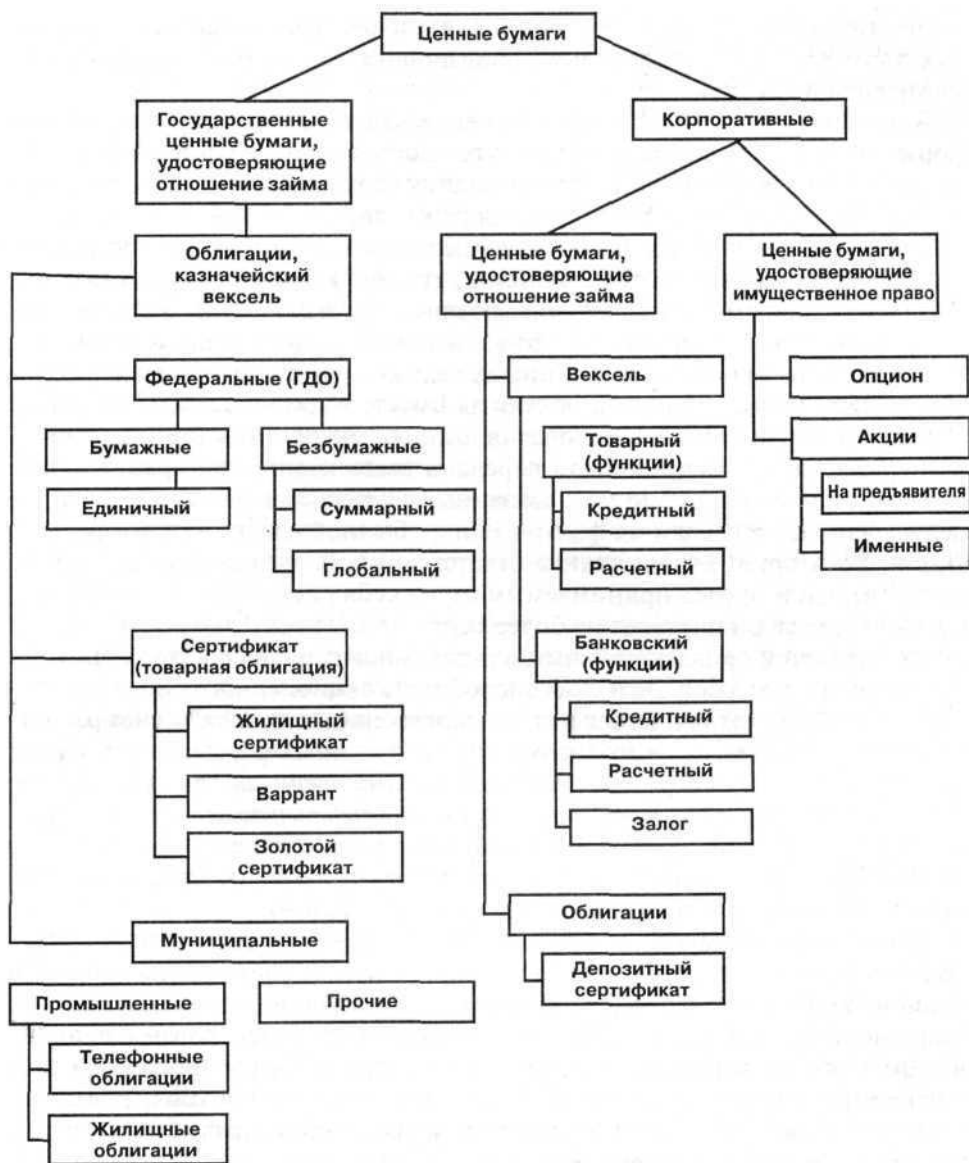 Ценные бумаги
Государственные
ценные бумаги,
удостоверяющие
отношение займа
Корпоративные
Облигации,
казначейский
вексель
Ценные бумаги,
удостоверяющие
отношение займа
Ценные бумаги,
удостоверяющие
имущественное право
Федеральные (ГДО)
Бумажные
Единичный
Безбумажные
Суммарный
Глобальный
Сертификат
(товария)
Жилищный
сертификат
Варрант
Золотой
сертификат
Муниципальные
Промышленные
Телефонные
облигации
Жилищные
облигации
Прочие
Вексель
Товарный
(функции)
Кредитный
Расчетный
Банковский
(функции)
Кредитный
Расчетный
Залог
Облигации
Депозитный
сертификат
Опцион
Акции
На предъявителя
Именные